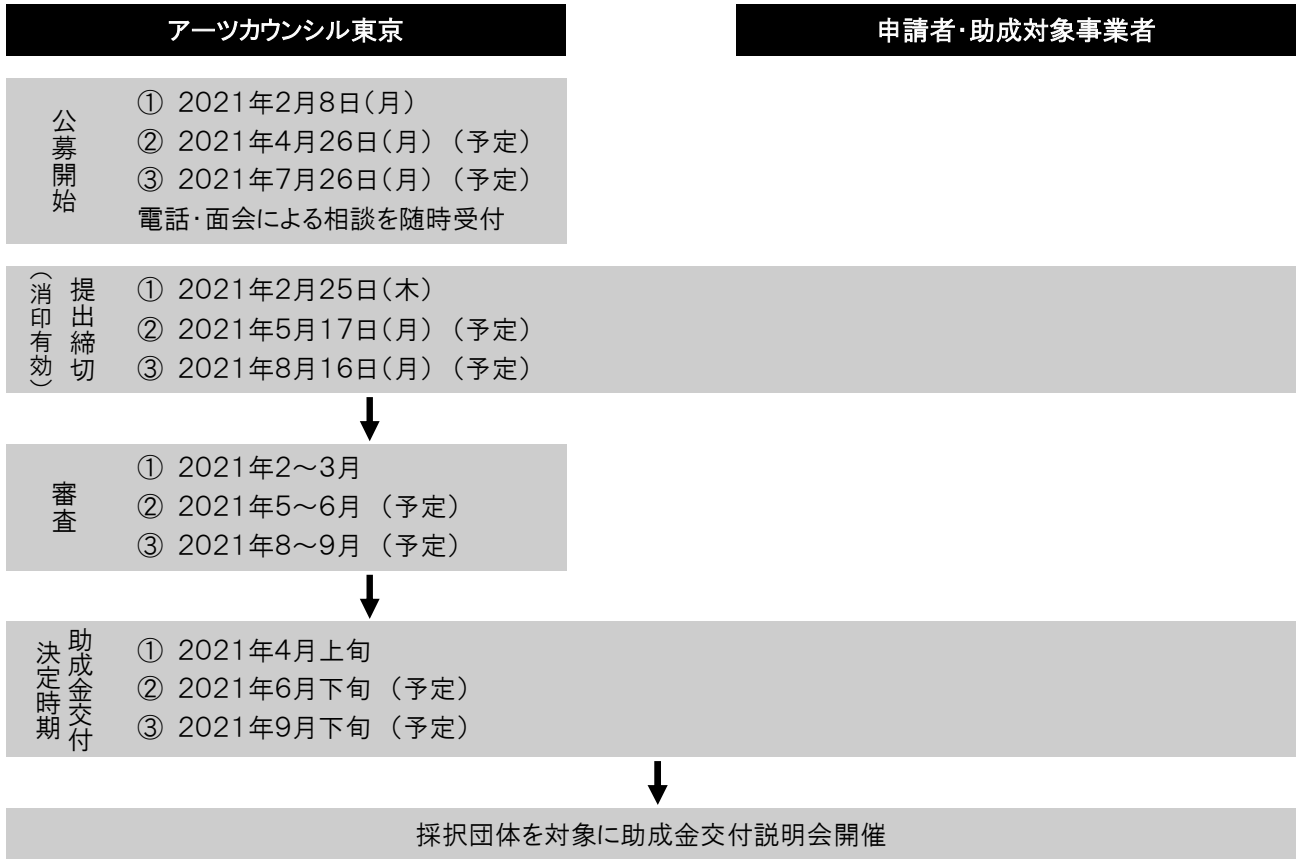 アーツカウンシル東京
申請者・助成対象事業者
公募開始
① 2021年2月8日(月)
② 2021年4月26日(月) (予定)
③ 2021年7月26日(月) (予定)
電話・面会による相談を随時受付
提出締切
(消印有効)
① 2021年2月25日(木)
② 2021年5月17日(月) (予定)
③ 2021年8月16日(月) (予定)
審査
① 2021年2~3月
② 2021年5~6月 (予定)
③ 2021年8~9月 (予定)
助成金交付
決定時期
① 2021年4月上旬
② 2021年6月下旬 (予定)
③ 2021年9月下旬 (予定)
採択団体を対象に助成金交付説明会開催